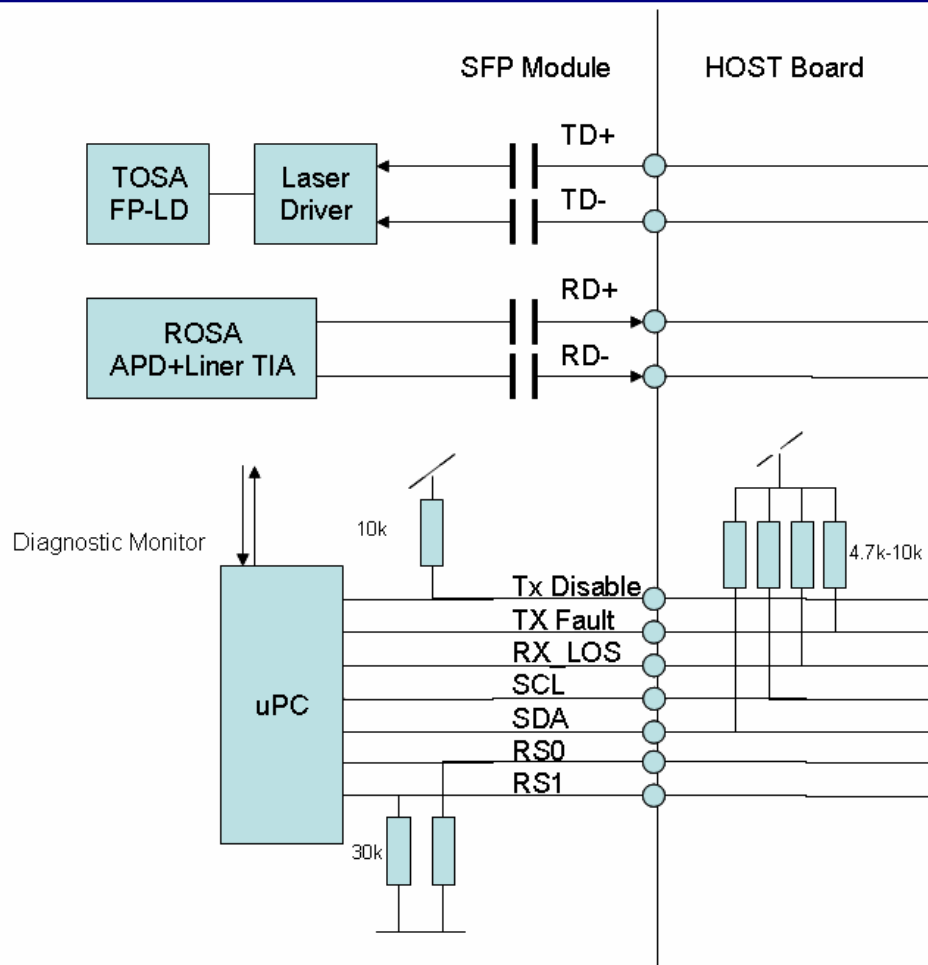 SFP Module
HOST Board
TOSA
FP-LD
Laser
Driver
TD+
TD-
ROSA
APD+Liner TIA
RD+
RD-
Diagnostic Monitor
10k
4.7k-10k
uPC
Tx Disable
TX Fault
RX_LOS
SCL
SDA
RS0
RS1
30k